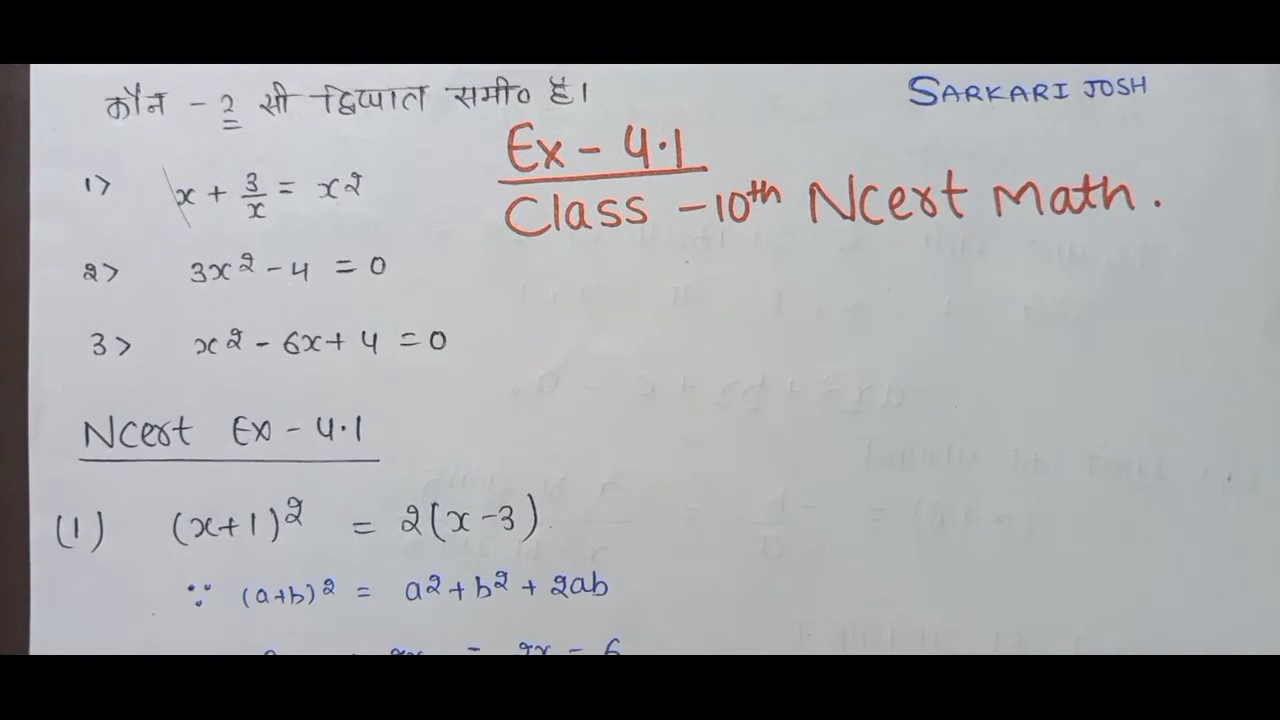 कौन - 2 सी द्विघात समी० है।
SARKARI JOSH
Ex - 4.1
Class - 10th Ncert Math.
1> x + 3/x = x2
2> 3x2 - 4 = 0
3> x2 - 6x + 4 = 0
Ncert Ex - 4.1
(1) (x+1)2 = 2(x-3)
∵ (a+b)2 = a2 + b2 + 2ab